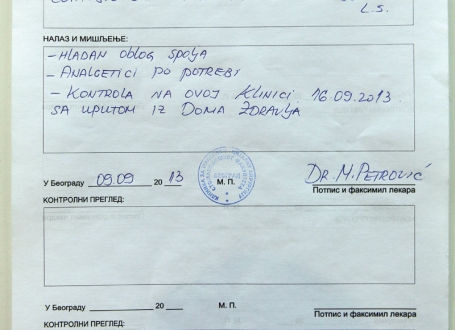 L.S.
НАЛАЗ И МИШЉЕЊЕ:
- HLADAN OBLOG SPOLJA
- ANALGETICI PO POTREBI
- KONTROLA NA OVOJ KLINICI 16.09.2013.
SA UPUTOM IZ DOMA ZDRAVLJA
У Београду 09.09 20 13 М. П. DR. M. PETROVIĆ
Потпис и факсимил лекара
КОНТРОЛНИ ПРЕГЛЕД:
У Београду 20 М. П.
Потпис и факсимил лекара
КОНТРОЛНИ ПРЕГЛЕД: